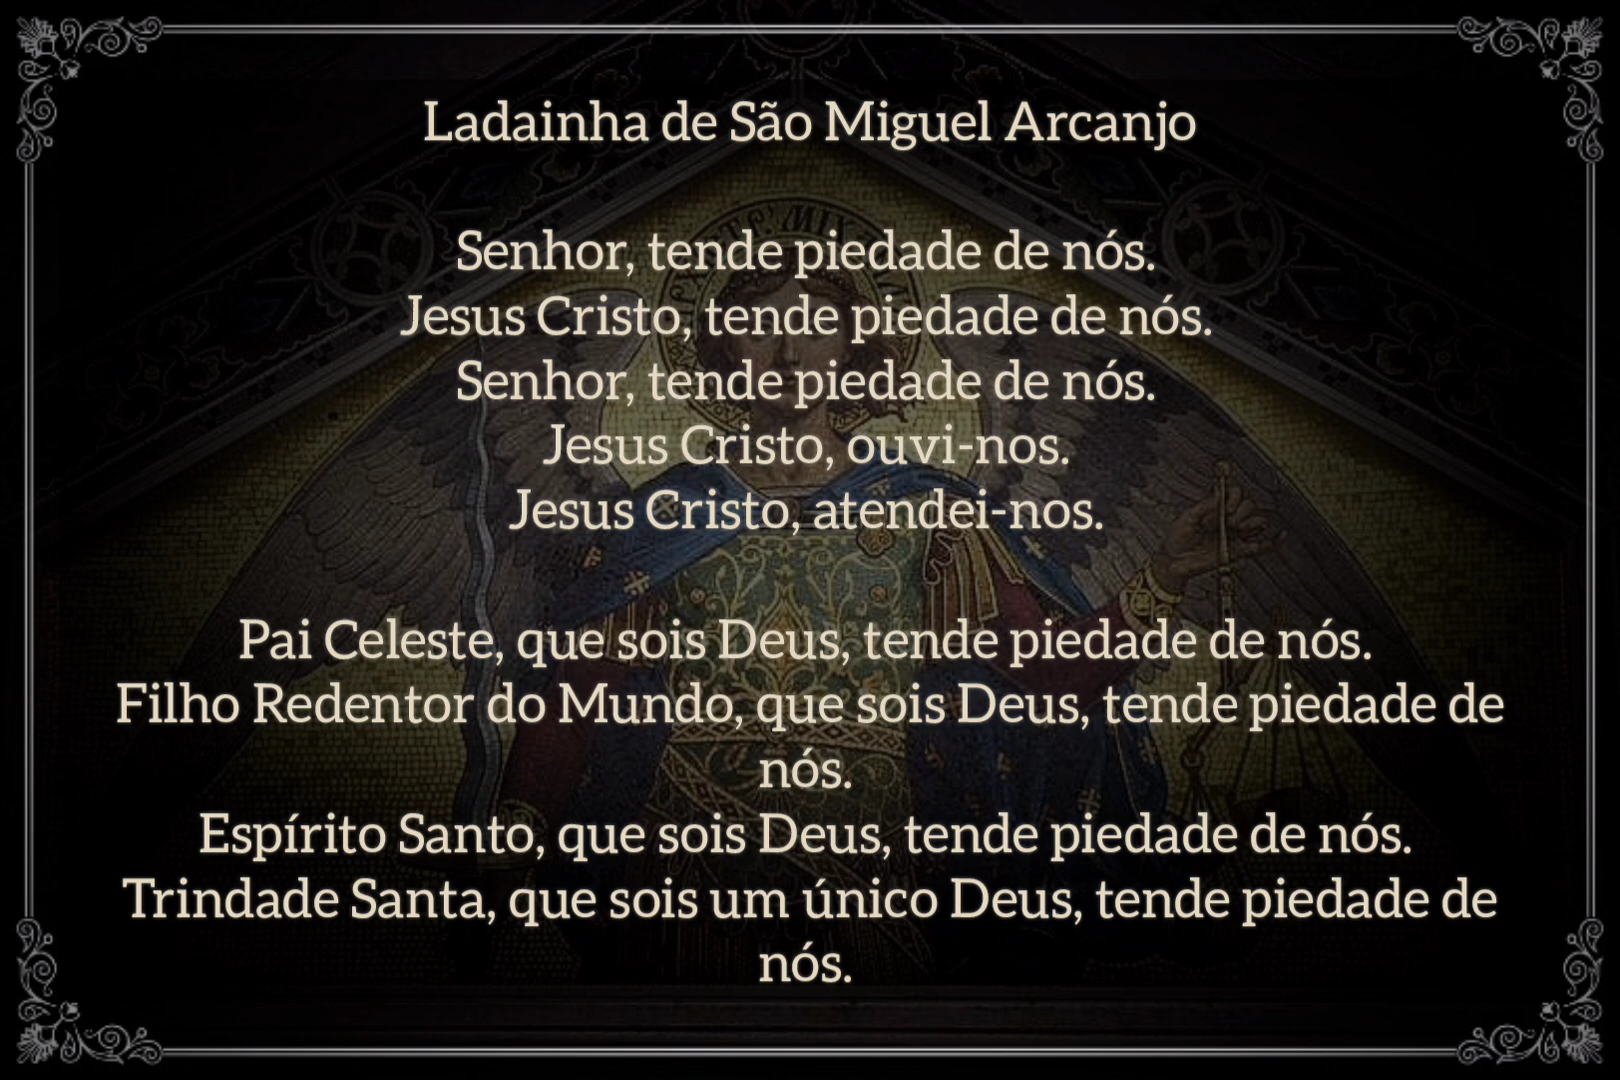 Ladainha de São Miguel Arcanjo
Senhor, tende piedade de nós.
Jesus Cristo, tende piedade de nós.
Senhor, tende piedade de nós.
Jesus Cristo, ouvi-nos.
Jesus Cristo, atendei-nos.
Pai Celeste, que sois Deus, tende piedade de nós.
Filho Redentor do Mundo, que sois Deus, tende piedade de
nós.
Espírito Santo, que sois Deus, tende piedade de nós.
Trindade Santa, que sois um único Deus, tende piedade de
nós.